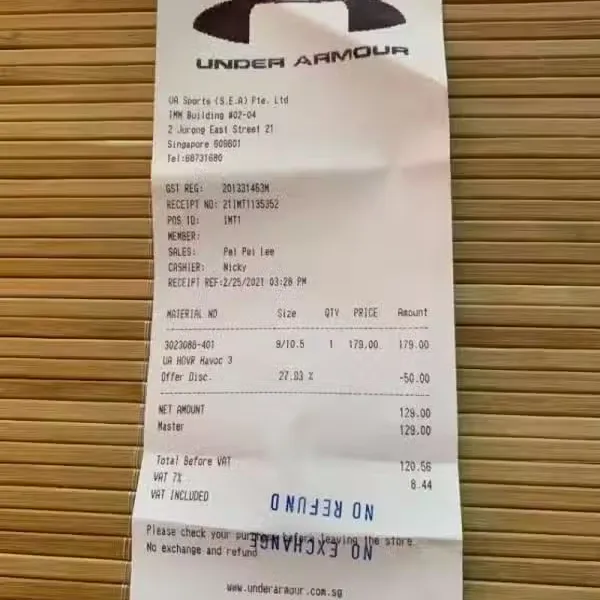 UNDER ARMOUR
UA Sports (S.E.A) Pte. Ltd
IMM Building #02-04
2 Jurong East Street 21
Singapore 609601
Tel:68731680
GST REG: 201331463M
RECEIPT NO: 21IMT1135352
POS ID: IMT1
MEMBER:
SALES: Pei Pei Lee
CASHIER: Nicky
RECEIPT REF:2/25/2021 03:28 PM
MATERIAL NO Size QTY PRICE Amount
3023088-401 9/10.5 1 179.00 179.00
UA HOVR Havoc 3
Offer Disc. 27.93 % -50.00
NET AMOUNT 129.00
Master 129.00
Total Before VAT 120.56
VAT 7% 8.44
VAT INCLUDED
NO REFUND
Please check your purchase before leaving the store.
NO EXCHANGE
No exchange and refund
www.underarmour.com.sg